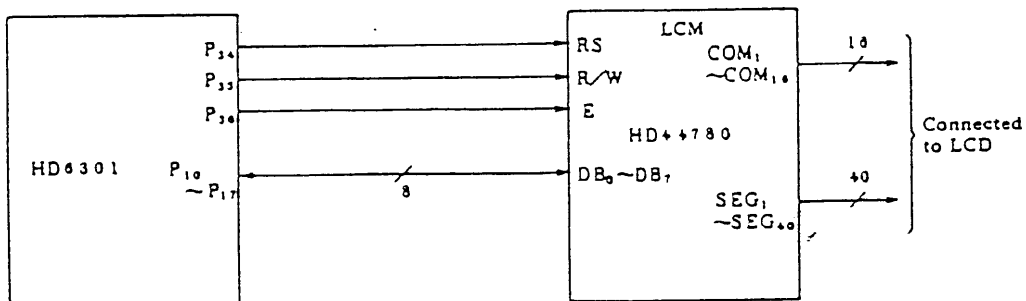 HD6301
P₃₄
P₃₅
P₃₆
P₁₀
~P₁₇
8
RS
R/W
E
DB₀~DB₇
LCM
HD44780
COM₁
~COM₁₆
SEG₁
~SEG₄₀
16
40
Connected
to LCD